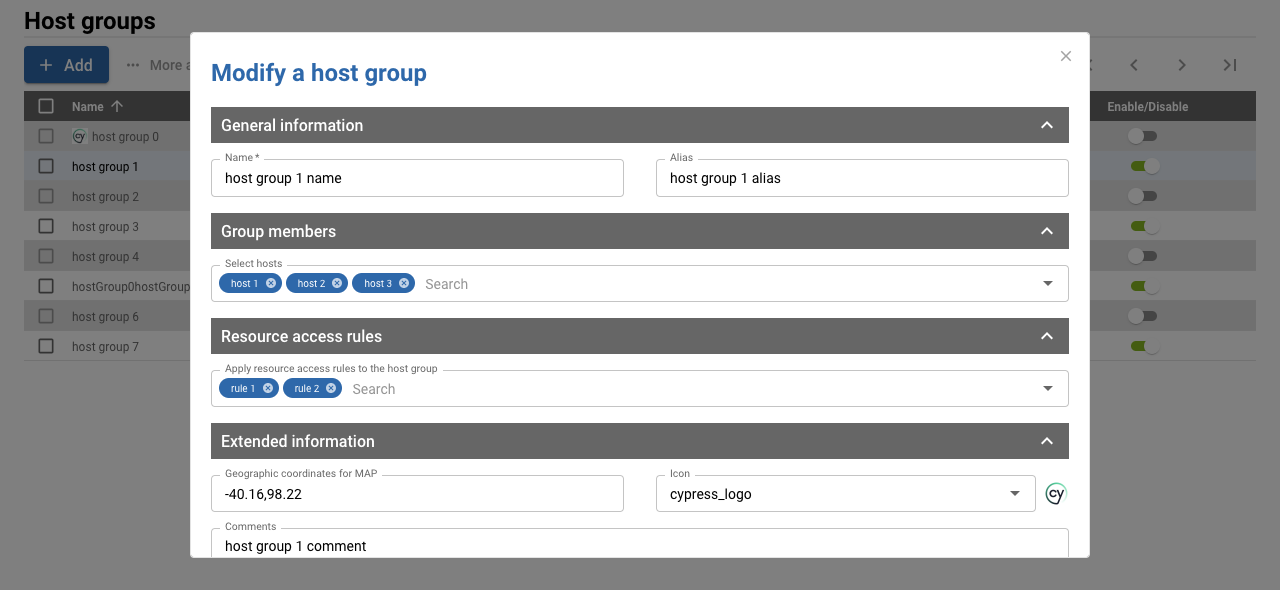 Host groups
Add
More a
Name
Enable/Disable
host group 0
host group 1
host group 2
host group 3
host group 4
hostGroup0hostGroup
host group 6
host group 7
Modify a host group
General information
Name *
host group 1 name
Alias
host group 1 alias
Group members
Select hosts
host 1
host 2
host 3
Search
Resource access rules
Apply resource access rules to the host group
rule 1
rule 2
Search
Extended information
Geographic coordinates for MAP
-40.16,98.22
Icon
cypress_logo
cy
Comments
host group 1 comment